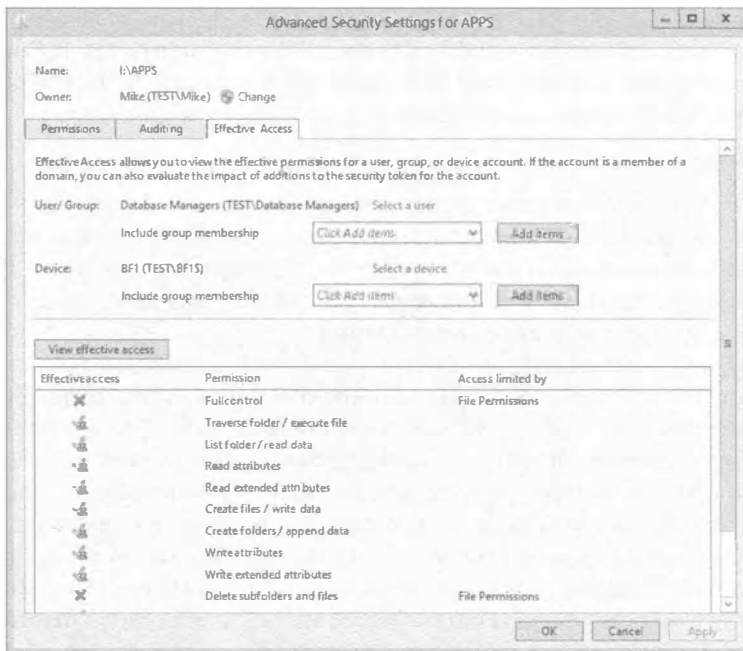 Advanced Security Settings for APPS
Name: I:\APPS
Owner: Mike (TEST\Mike) Change
Permissions Auditing Effective Access
Effective Access allows you to view the effective permissions for a user, group, or device account. If the account is a member of a
domain, you can also evaluate the impact of additions to the security token for the account.
User/ Group: Database Managers (TEST\Database Managers) Select a user
Include group membership Click Add items Add items
Device: BF1 (TEST\BF1$) Select a device
Include group membership Click Add items Add items
View effective access
Effective access Permission Access limited by
Full control File Permissions
Traverse folder / execute file
List folder / read data
Read attributes
Read extended attributes
Create files / write data
Create folders / append data
Write attributes
Write extended attributes
Delete subfolders and files File Permissions
OK Cancel Apply